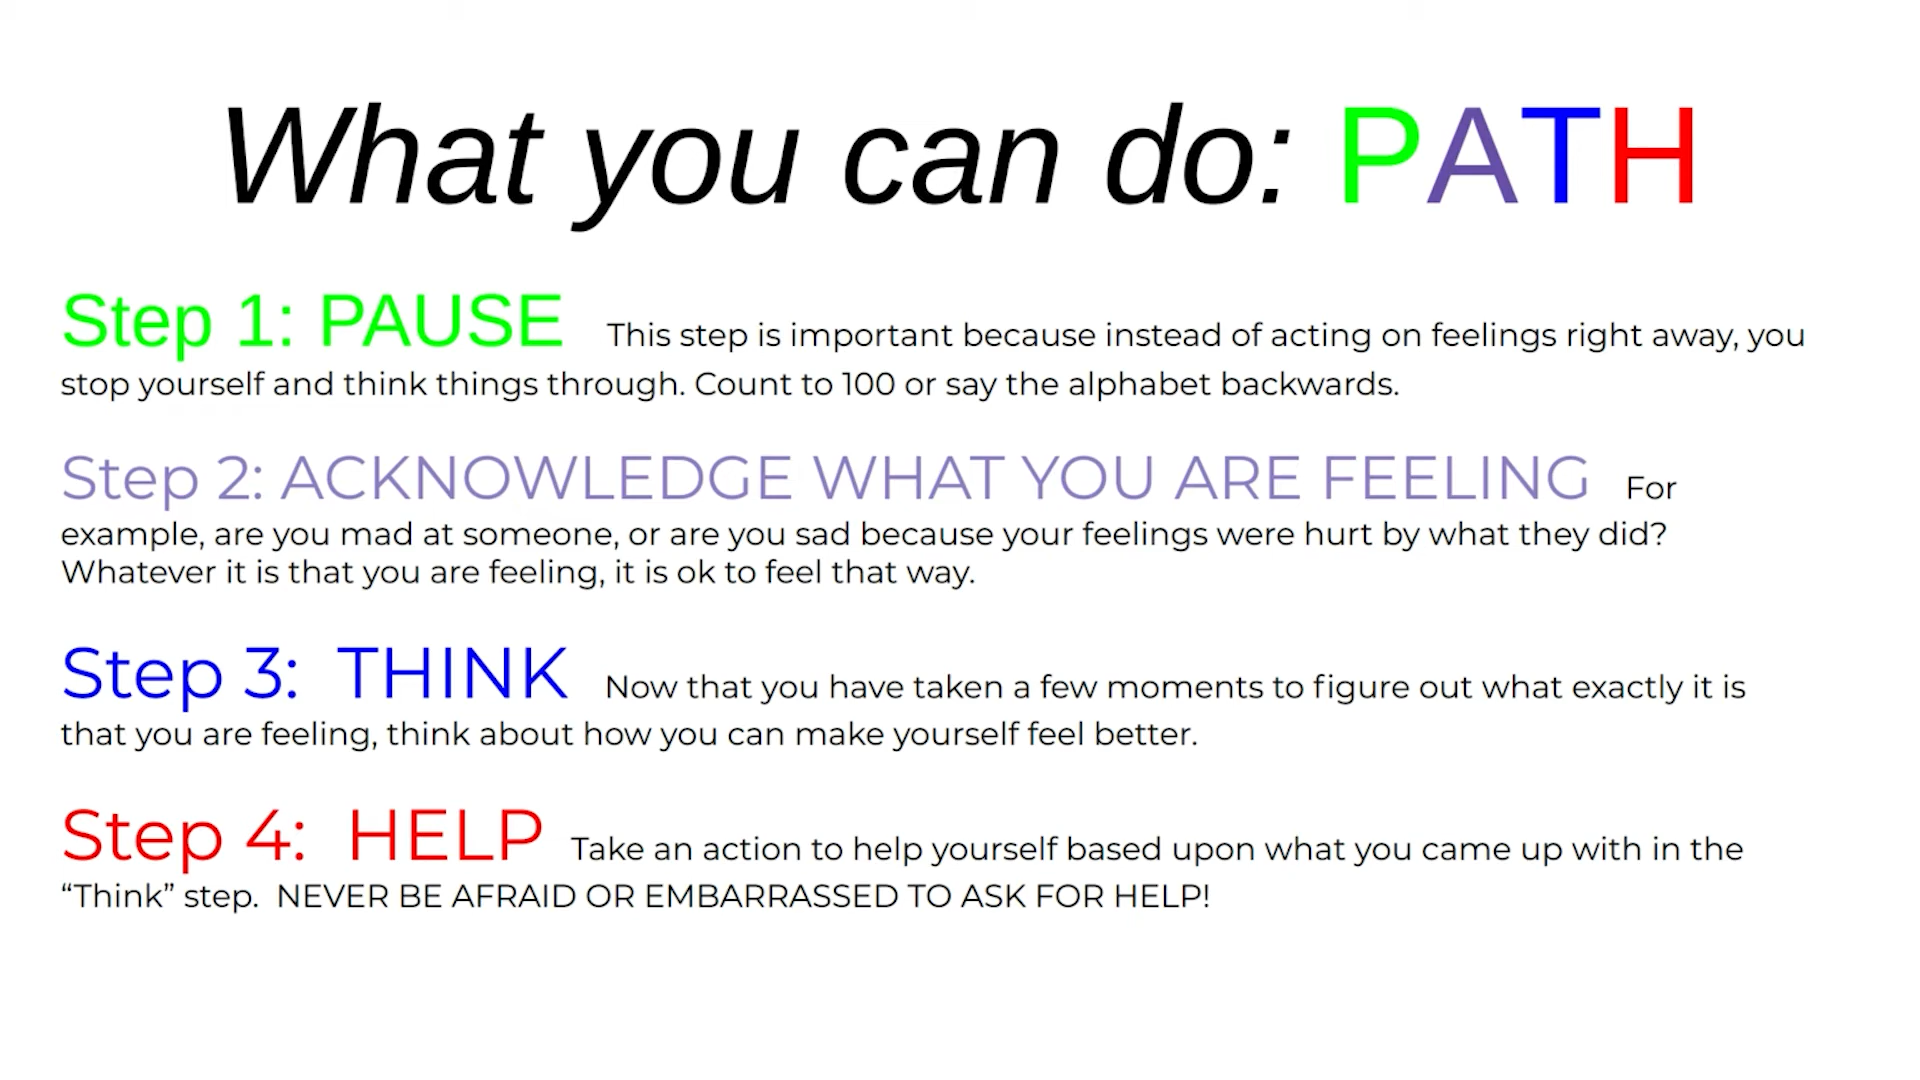 What you can do: PATH
Step 1: PAUSE This step is important because instead of acting on feelings right away, you
stop yourself and think things through. Count to 100 or say the alphabet backwards.
Step 2: ACKNOWLEDGE WHAT YOU ARE FEELING For
example, are you mad at someone, or are you sad because your feelings were hurt by what they did?
Whatever it is that you are feeling, it is ok to feel that way.
Step 3: THINK Now that you have taken a few moments to figure out what exactly it is
that you are feeling, think about how you can make yourself feel better.
Step 4: HELP Take an action to help yourself based upon what you came up with in the
“Think” step. NEVER BE AFRAID OR EMBARRASSED TO ASK FOR HELP!